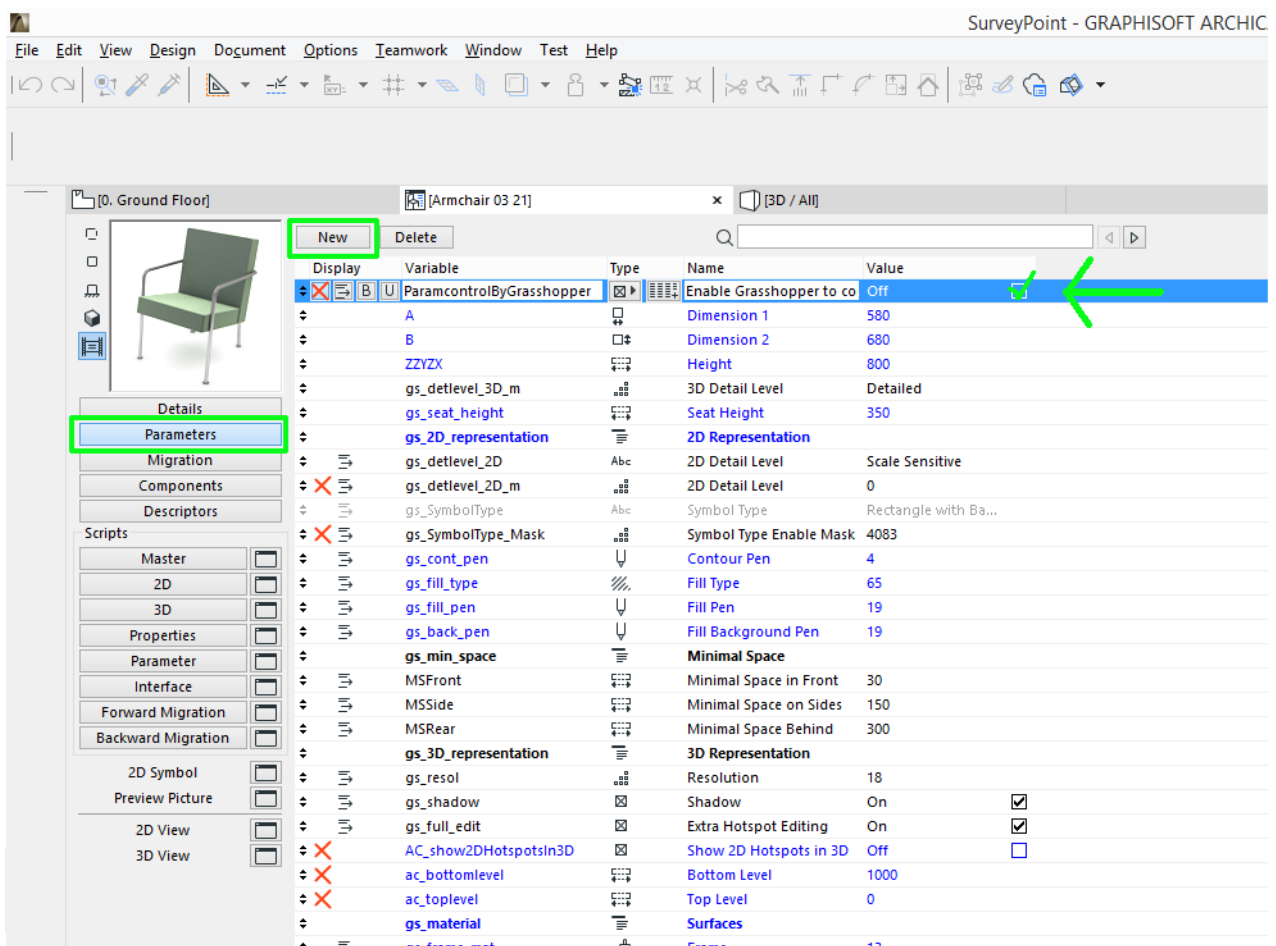 SurveyPoint - GRAPHISOFT ARCHIC
File Edit View Design Document Options Teamwork Window Test Help
[0. Ground Floor] [Armchair 03 21] [3D / All]
New Delete
Display Variable Type Name Value
B U ParamcontrolByGrasshopper Enable Grasshopper to co Off
A Dimension 1 580
B Dimension 2 680
ZZYZX Height 800
gs_detlevel_3D_m 3D Detail Level Detailed
gs_seat_height Seat Height 350
gs_2D_representation 2D Representation
gs_detlevel_2D Abc 2D Detail Level Scale Sensitive
gs_detlevel_2D_m 2D Detail Level 0
gs_SymbolType Abc Symbol Type Rectangle with Ba...
gs_SymbolType_Mask Symbol Type Enable Mask 4083
gs_cont_pen Contour Pen 4
gs_fill_type Fill Type 65
gs_fill_pen Fill Pen 19
gs_back_pen Fill Background Pen 19
gs_min_space Minimal Space
MSFront Minimal Space in Front 30
MSSide Minimal Space on Sides 150
MSRear Minimal Space Behind 300
gs_3D_representation 3D Representation
gs_resol Resolution 18
gs_shadow Shadow On
gs_full_edit Extra Hotspot Editing On
AC_show2DHotspotsIn3D Show 2D Hotspots in 3D Off
ac_bottomlevel Bottom Level 1000
ac_toplevel Top Level 0
gs_material Surfaces
Details
Parameters
Migration
Components
Descriptors
Scripts
Master
2D
3D
Properties
Parameter
Interface
Forward Migration
Backward Migration
2D Symbol
Preview Picture
2D View
3D View